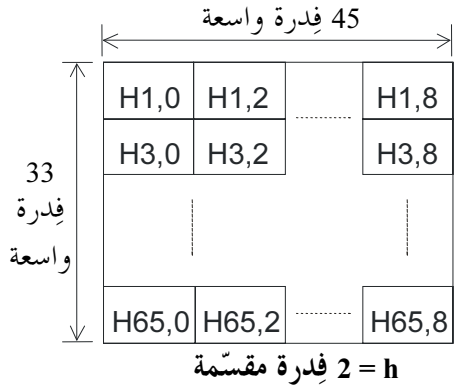 45 فِدرة واسعة
H1,0 H1,2 H1,8
H3,0 H3,2 H3,8
33
فِدرة
واسعة
H65,0 H65,2 H65,8
h = 2 فِدرة مقسّمة